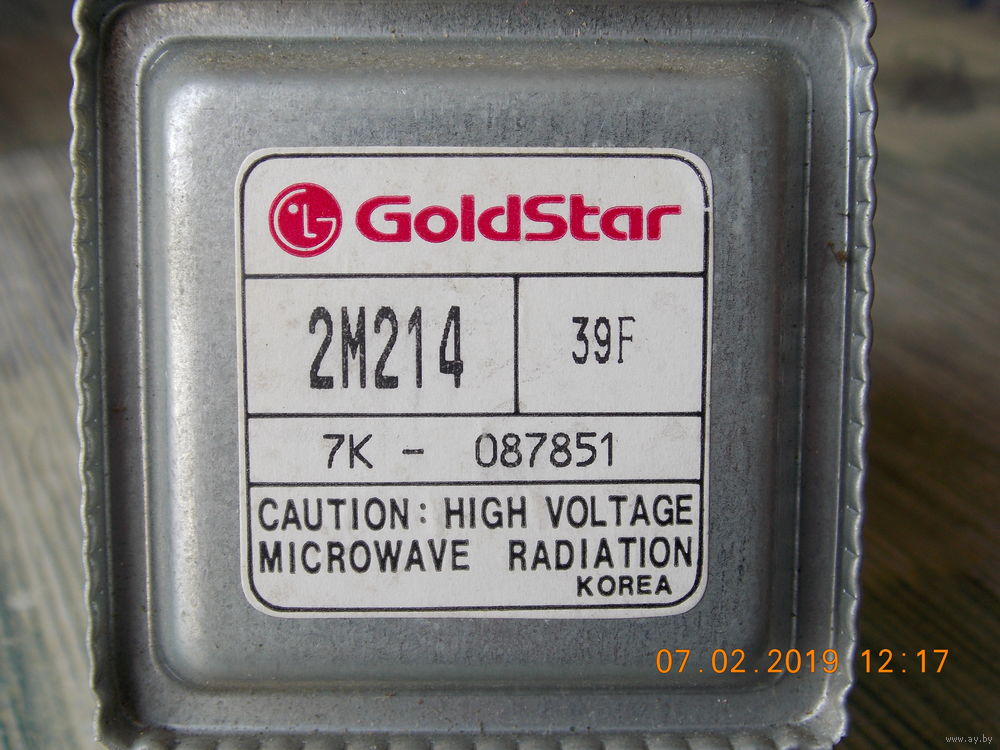 LG GoldStar
2M214
39F
7K - 087851
CAUTION: HIGH VOLTAGE
MICROWAVE RADIATION
KOREA
07.02.2019 12:17
www.ay.by